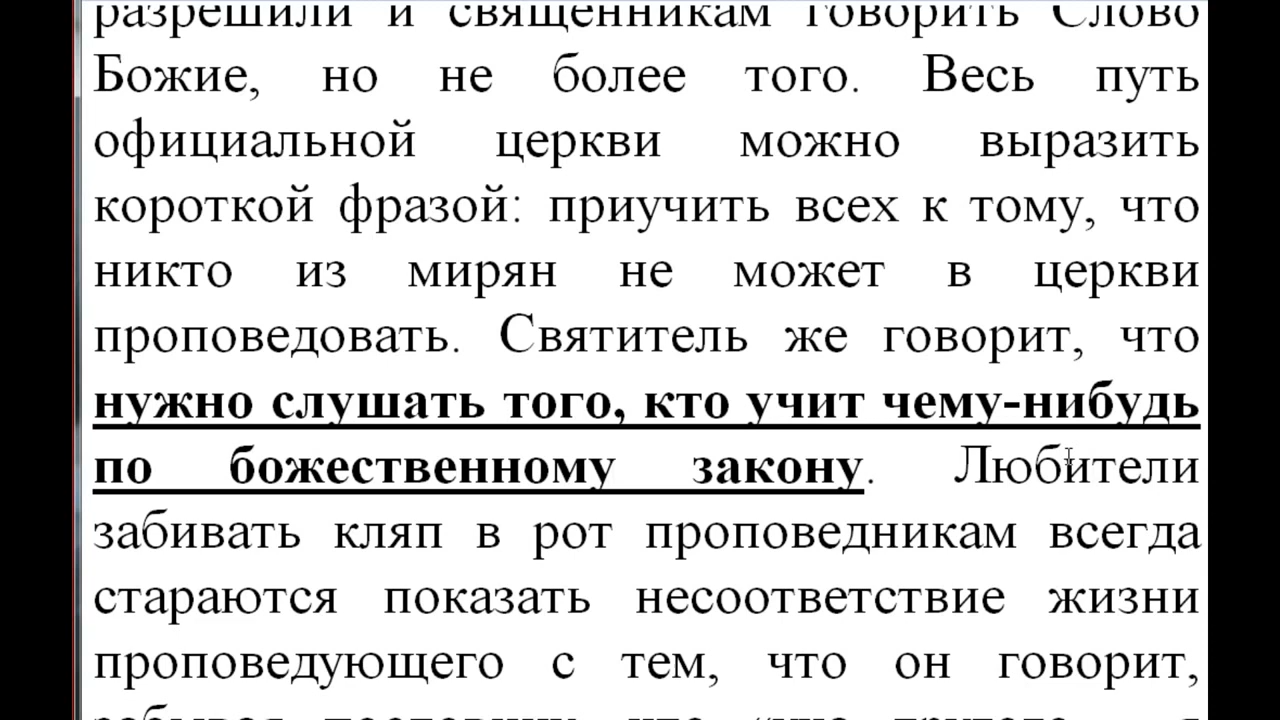 разрешили и священникам говорить Слово
Божие, но не более того. Весь путь
официальной церкви можно выразить
короткой фразой: приучить всех к тому, что
никто из мирян не может в церкви
проповедовать. Святитель же говорит, что
нужно слушать того, кто учит чему-нибудь
по божественному закону. Любители
забивать кляп в рот проповедникам всегда
стараются показать несоответствие жизни
проповедующего с тем, что он говорит,